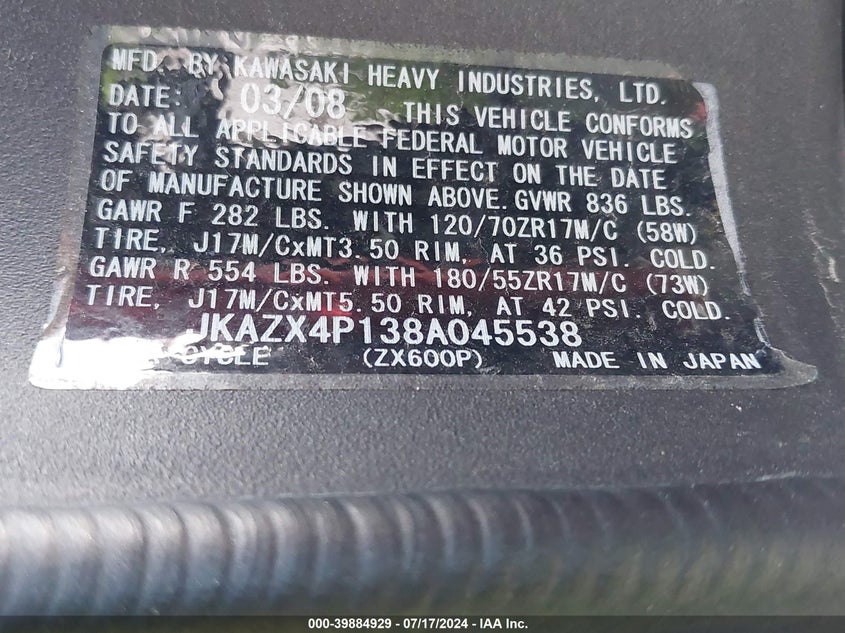 MFD. BY KAWASAKI HEAVY INDUSTRIES, LTD.
DATE: 03/08 THIS VEHICLE CONFORMS
TO ALL APPLICABLE FEDERAL MOTOR VEHICLE
SAFETY STANDARDS IN EFFECT ON THE DATE
OF MANUFACTURE SHOWN ABOVE. GVWR 836 LBS.
GAWR F 282 LBS. WITH 120/70ZR17M/C (58W)
TIRE, J17M/CxMT3.50 RIM, AT 36 PSI. COLD.
GAWR R 554 LBS. WITH 180/55ZR17M/C (73W)
TIRE, J17M/CxMT5.50 RIM, AT 42 PSI. COLD.
JKAZX4P138A045538
CYCLE (ZX600P) MADE IN JAPAN
000-39884929 - 07/17/2024 - IAA Inc.